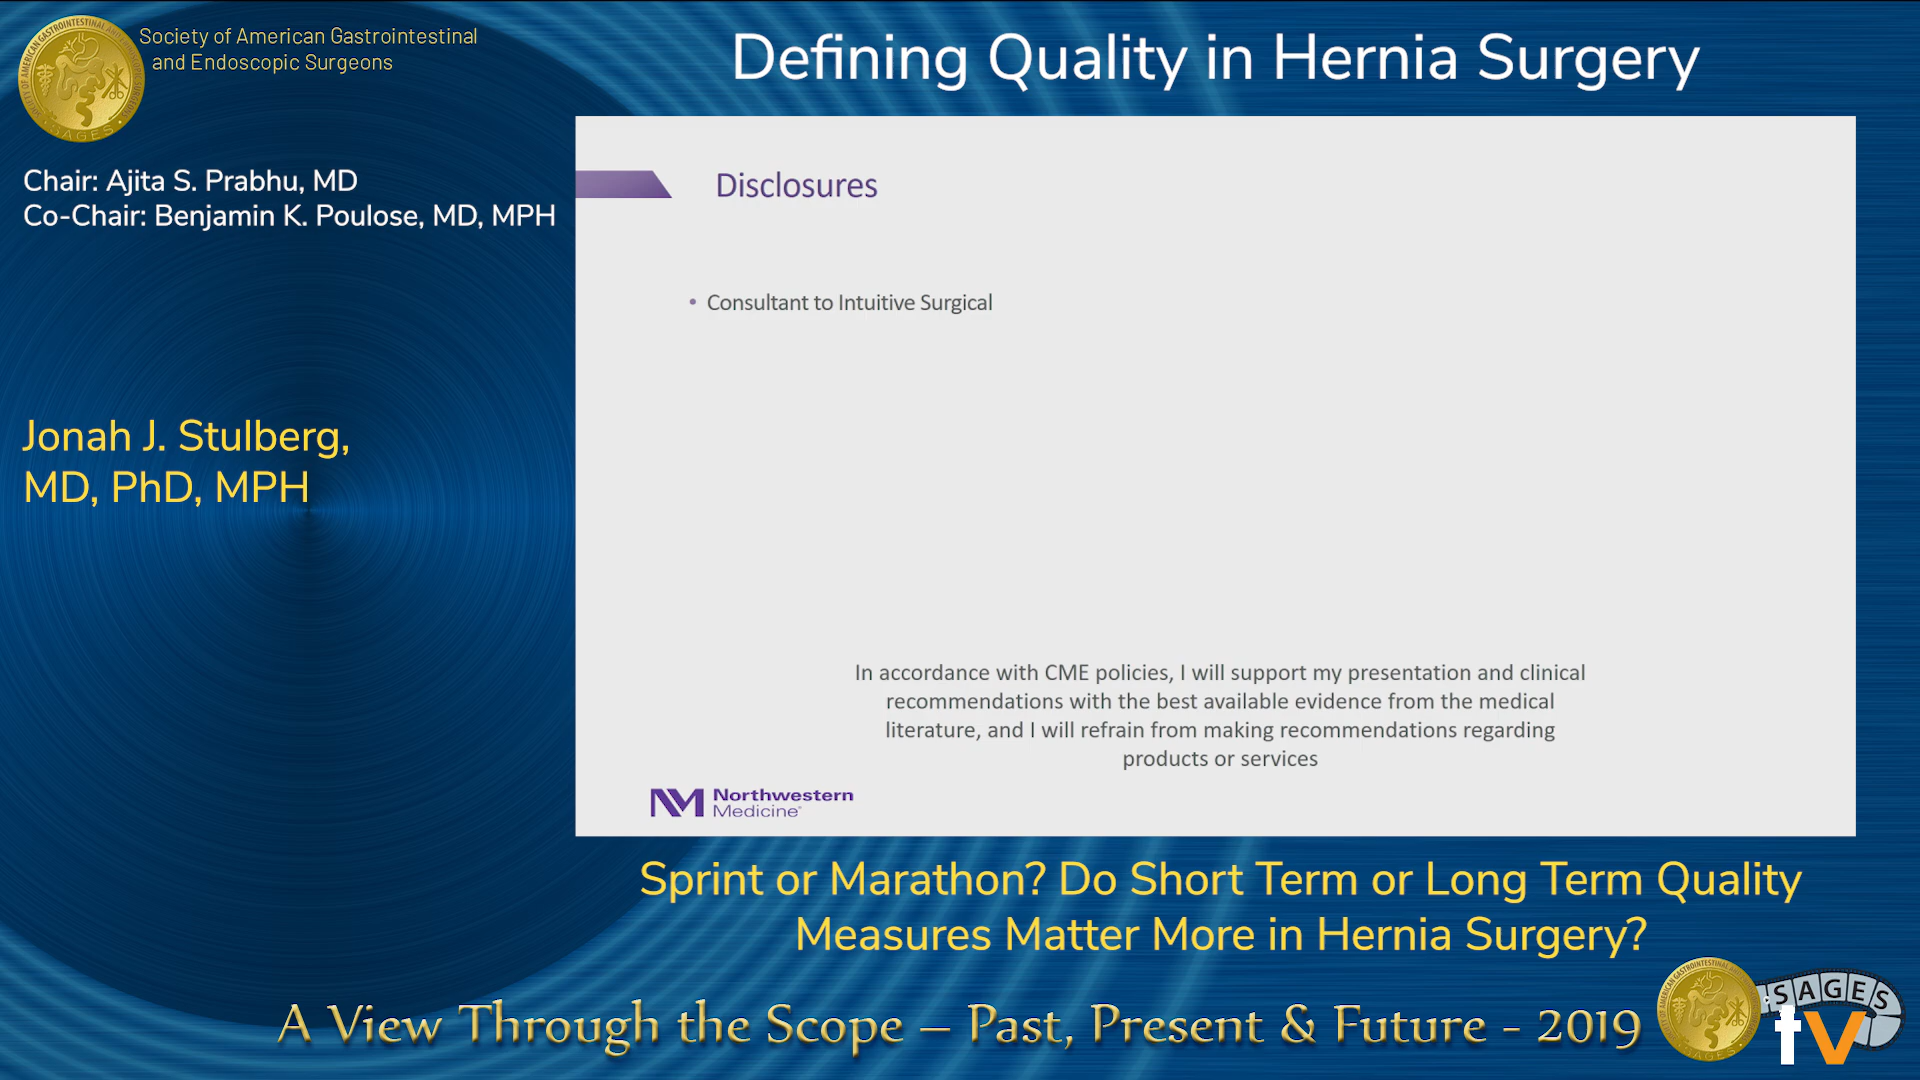 Society of American Gastrointestinal
and Endoscopic Surgeons
Defining Quality in Hernia Surgery
Chair: Ajita S. Prabhu, MD
Co-Chair: Benjamin K. Poulose, MD, MPH
Jonah J. Stulberg,
MD, PhD, MPH
Disclosures
• Consultant to Intuitive Surgical
In accordance with CME policies, I will support my presentation and clinical
recommendations with the best available evidence from the medical
literature, and I will refrain from making recommendations regarding
products or services
NM Northwestern
Medicine
Sprint or Marathon? Do Short Term or Long Term Quality
Measures Matter More in Hernia Surgery?
A View Through the Scope – Past, Present & Future - 2019
SAGES
tv